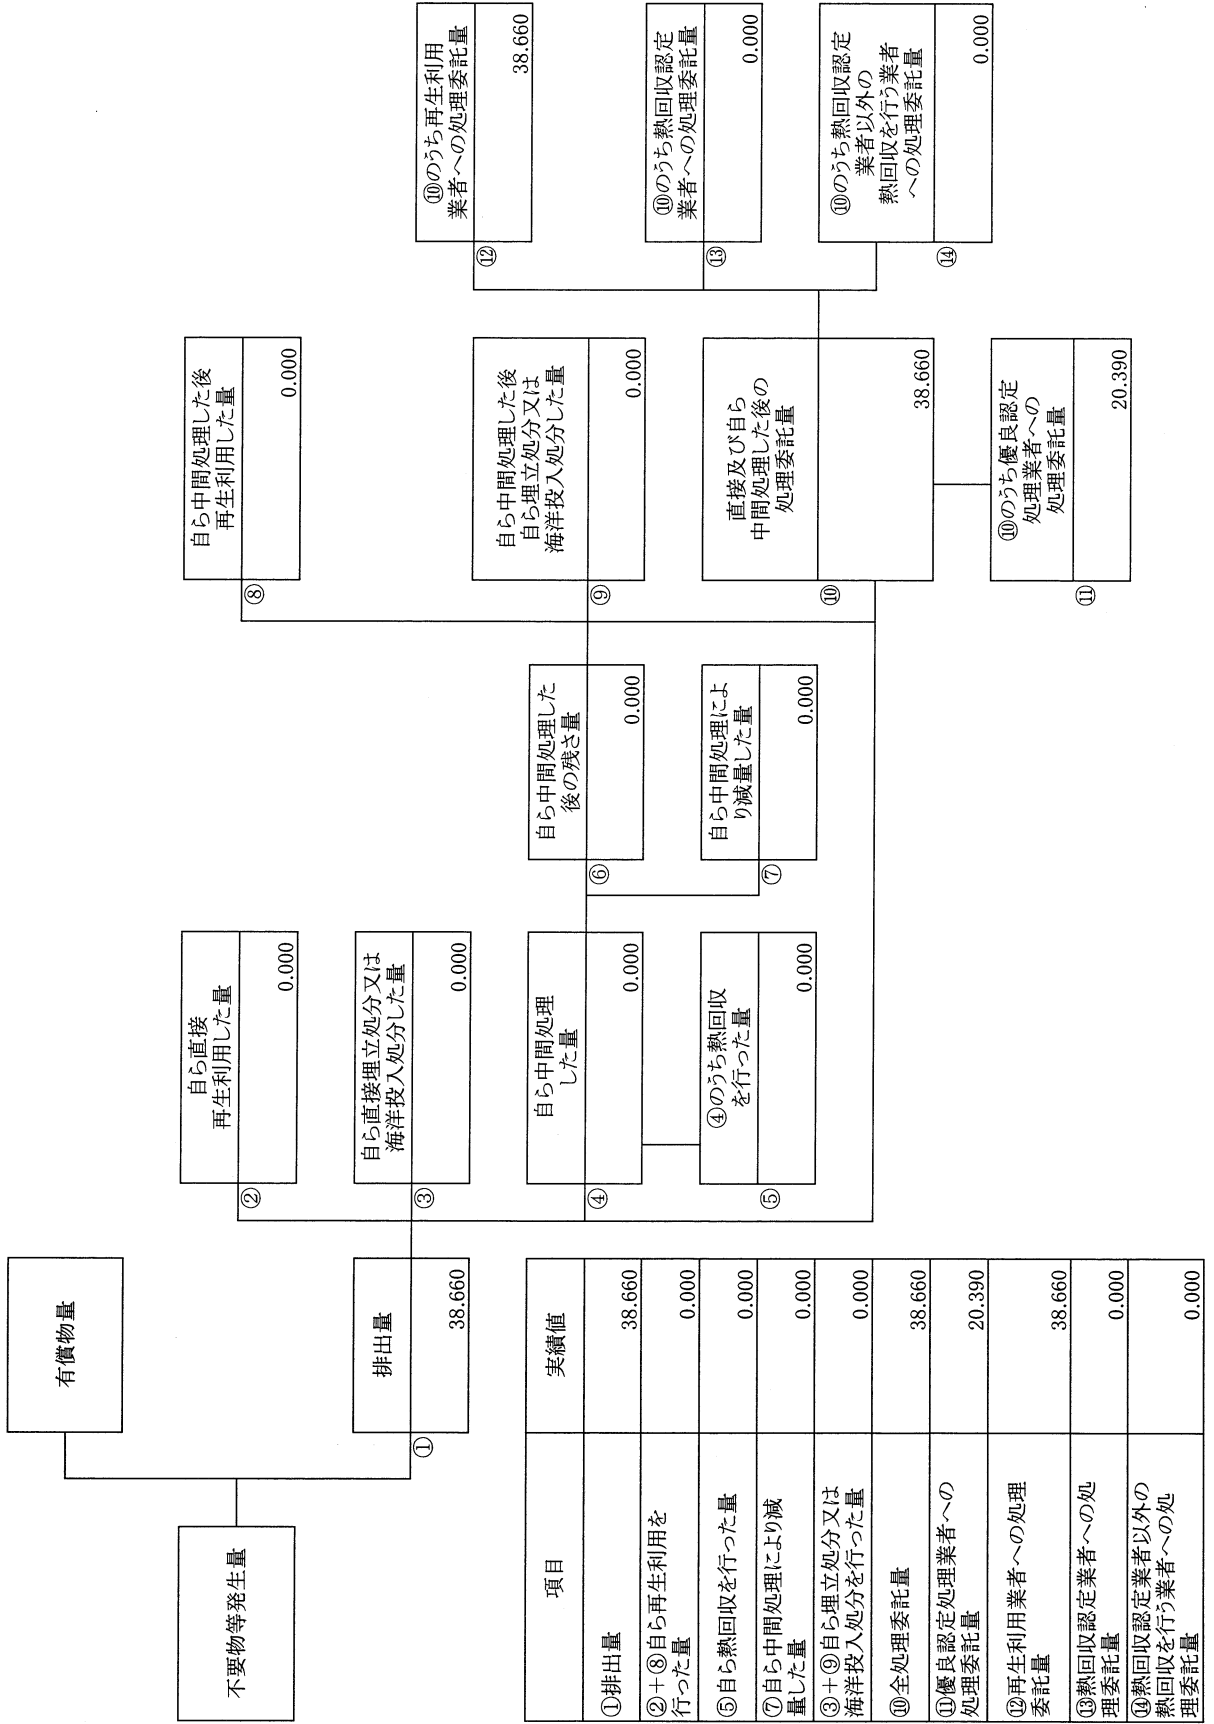 不要物等発生量
有償物量
①
排出量
38.660
②
自ら直接
再生利用した量
0.000
③
自ら直接埋立処分又は
海洋投入処分した量
0.000
④
自ら中間処理
した量
0.000
⑤
④のうち熱回収
を行った量
0.000
⑥
自ら中間処理した
後の残さ量
0.000
⑦
自ら中間処理によ
り減量した量
0.000
⑧
自ら中間処理した後
再生利用した量
0.000
⑨
自ら中間処理した後
自ら埋立処分又は
海洋投入処分した量
0.000
⑩
直接及び自ら
中間処理した後の
処理委託量
38.660
⑪
⑩のうち優良認定
処理業者への
処理委託量
20.390
⑫
⑩のうち再生利用
業者への処理委託量
38.660
⑬
⑩のうち熱回収認定
業者への処理委託量
0.000
⑭
⑩のうち熱回収認定
業者以外の
熱回収を行う業者
への処理委託量
0.000
項目 実績値
①排出量 38.660
②+⑧自ら再生利用を
行った量 0.000
⑤自ら熱回収を行った量 0.000
⑦自ら中間処理により減
量した量 0.000
③+⑨自ら埋立処分又は
海洋投入処分を行った量 0.000
⑩全処理委託量 38.660
⑪優良認定処理業者への
処理委託量 20.390
⑫再生利用業者への処理
委託量 38.660
⑬熱回収認定業者への処
理委託量 0.000
⑭熱回収認定業者以外の
熱回収を行う業者への処
理委託量 0.000